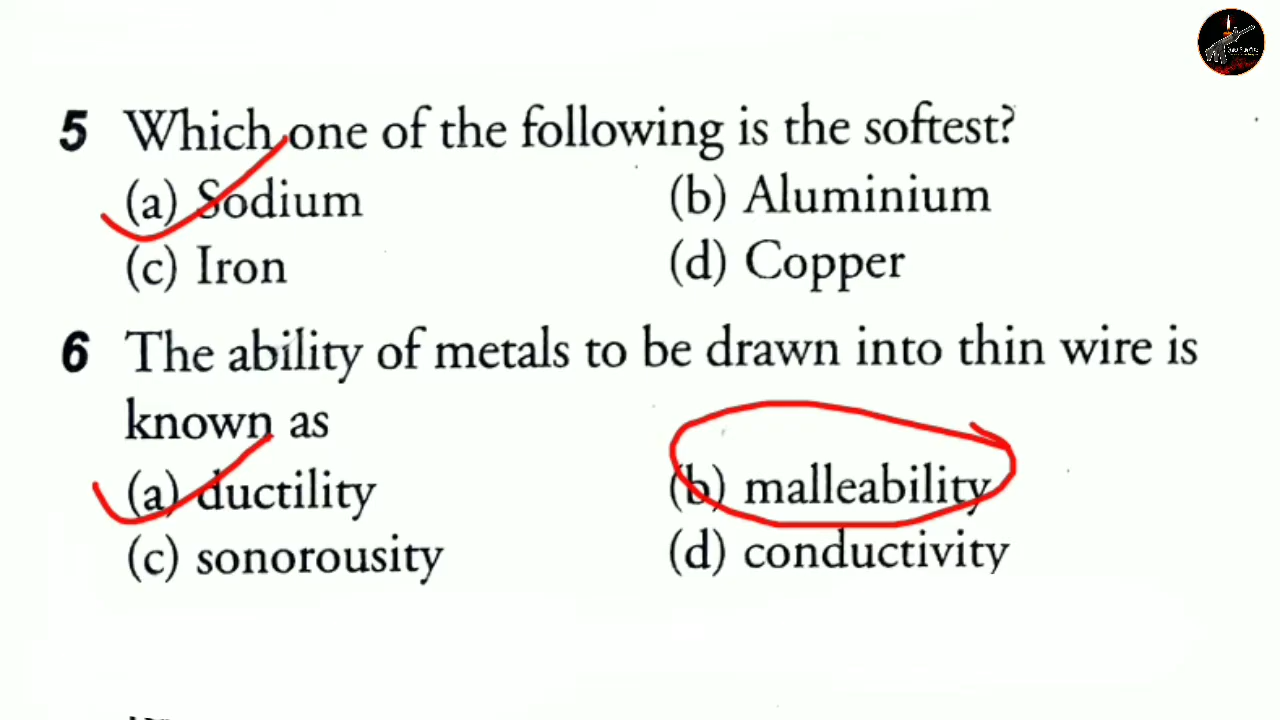 5 Which one of the following is the softest?
(a) Sodium (b) Aluminium
(c) Iron (d) Copper
6 The ability of metals to be drawn into thin wire is
known as
(a) ductility (b) malleability
(c) sonorousity (d) conductivity